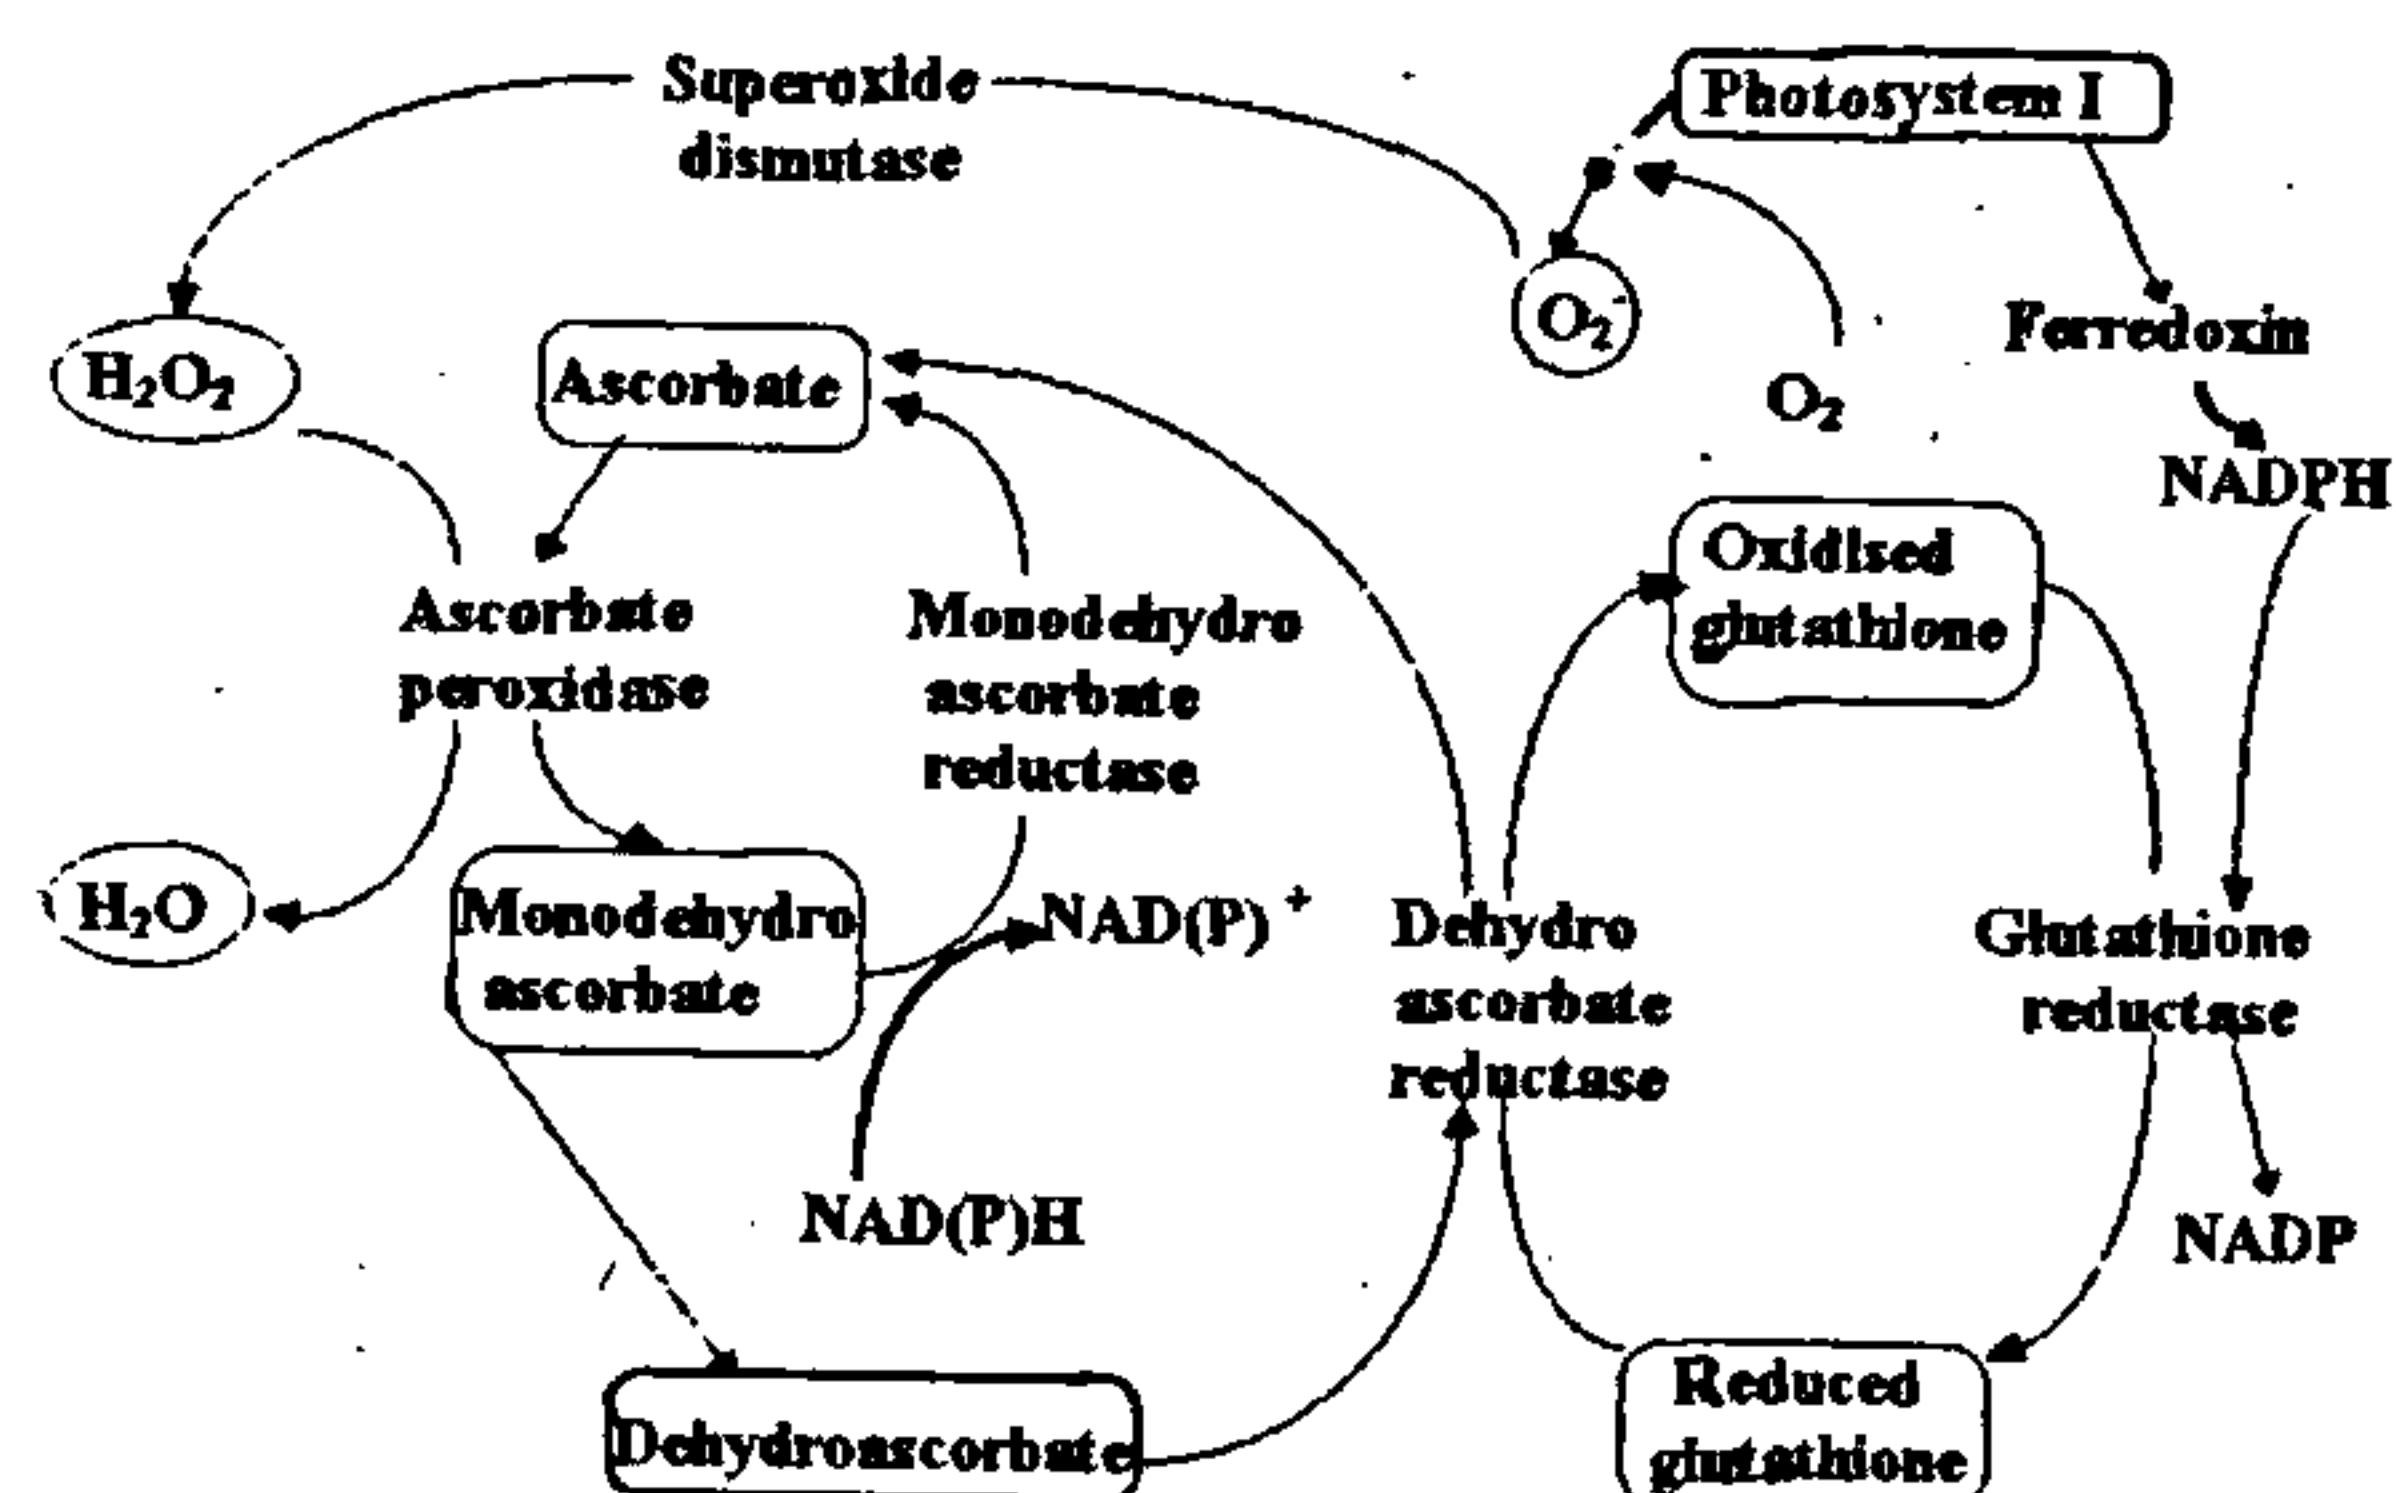 Superoxide
dismutase
Photosystem I
O₂⁻
Ferredoxin
H₂O₂
Ascorbate
O₂
NADPH
Oxidised
glutathione
Ascorbate
peroxidase
Monodehydro
ascorbate
reductase
H₂O
Monodehydro
ascorbate
NAD(P)⁺
Dehydro
ascorbate
reductase
Glutathione
reductase
NAD(P)H
NADP
Dehydroascorbate
Reduced
glutathione